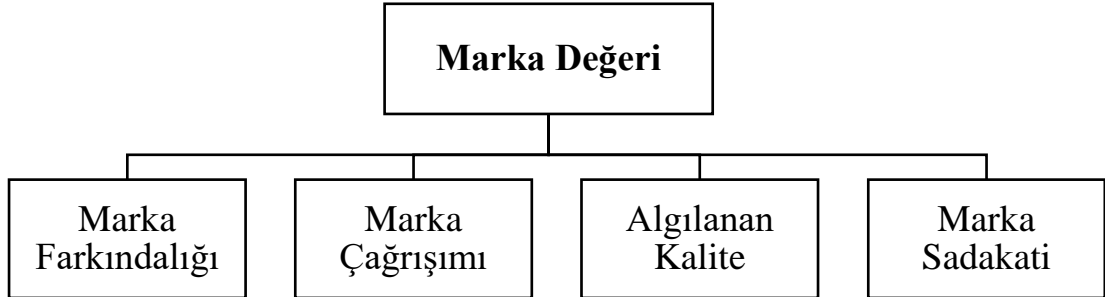 Marka Değeri
Marka
Farkındalığı
Marka
Çağrışımı
Algılanan
Kalite
Marka
Sadakati